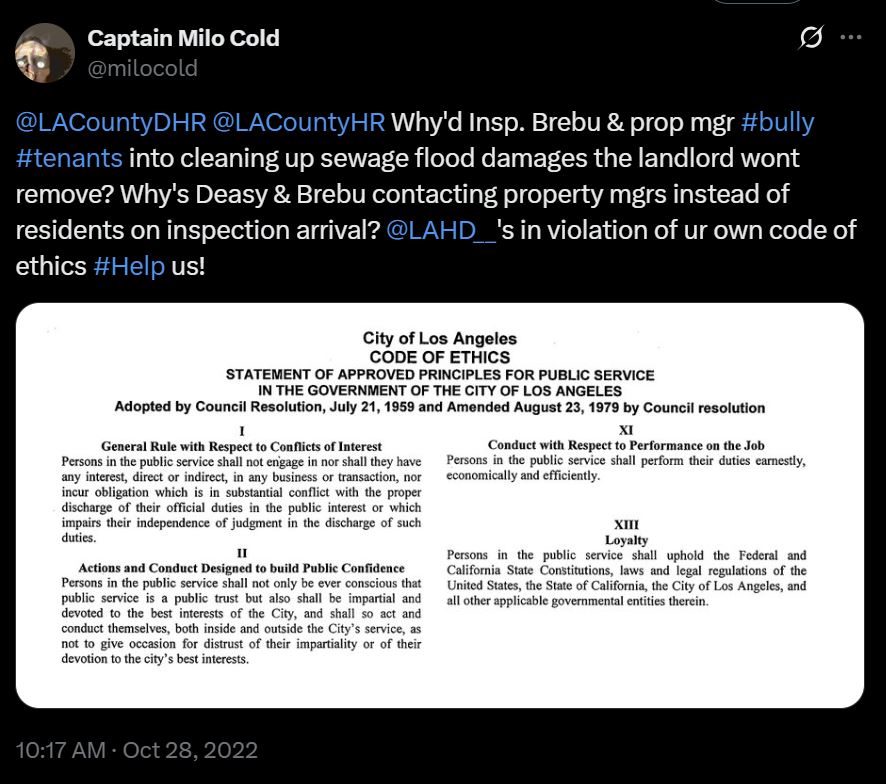 Captain Milo Cold
@milocold
@LACountyDHR @LACountyHR Why'd Insp. Brebu & prop mgr #bully
#tenants into cleaning up sewage flood damages the landlord wont
remove? Why's Deasy & Brebu contacting property mgrs instead of
residents on inspection arrival? @LAHD__'s in violation of ur own code of
ethics #Help us!
City of Los Angeles
CODE OF ETHICS
STATEMENT OF APPROVED PRINCIPLES FOR PUBLIC SERVICE
IN THE GOVERNMENT OF THE CITY OF LOS ANGELES
Adopted by Council Resolution, July 21, 1959 and Amended August 23, 1979 by Council resolution
I
General Rule with Respect to Conflicts of Interest
Persons in the public service shall not engage in nor shall they have
any interest, direct or indirect, in any business or transaction, nor
incur obligation which is in substantial conflict with the proper
discharge of their official duties in the public interest or which
impairs their independence of judgment in the discharge of such
duties.
II
Actions and Conduct Designed to build Public Confidence
Persons in the public service shall not only be ever conscious that
public service is a public trust but also shall be impartial and
devoted to the best interests of the City, and shall so act and
conduct themselves, both inside and outside the City's service, as
not to give occasion for distrust of their impartiality or of their
devotion to the city's best interests.
XI
Conduct with Respect to Performance on the Job
Persons in the public service shall perform their duties earnestly,
economically and efficiently.
XIII
Loyalty
Persons in the public service shall uphold the Federal and
California State Constitutions, laws and legal regulations of the
United States, the State of California, the City of Los Angeles, and
all other applicable governmental entities therein.
10:17 AM · Oct 28, 2022